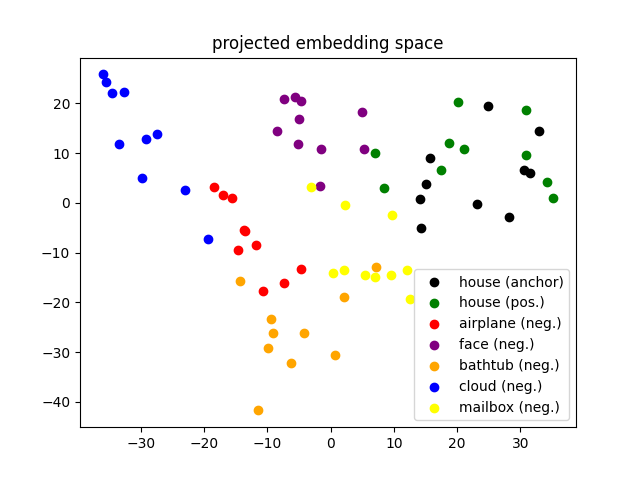 projected embedding space
20
10
0
−10
−20
−30
−40
house (anchor)
house (pos.)
airplane (neg.)
face (neg.)
bathtub (neg.)
cloud (neg.)
mailbox (neg.)
−30 −20 −10 0 10 20 30